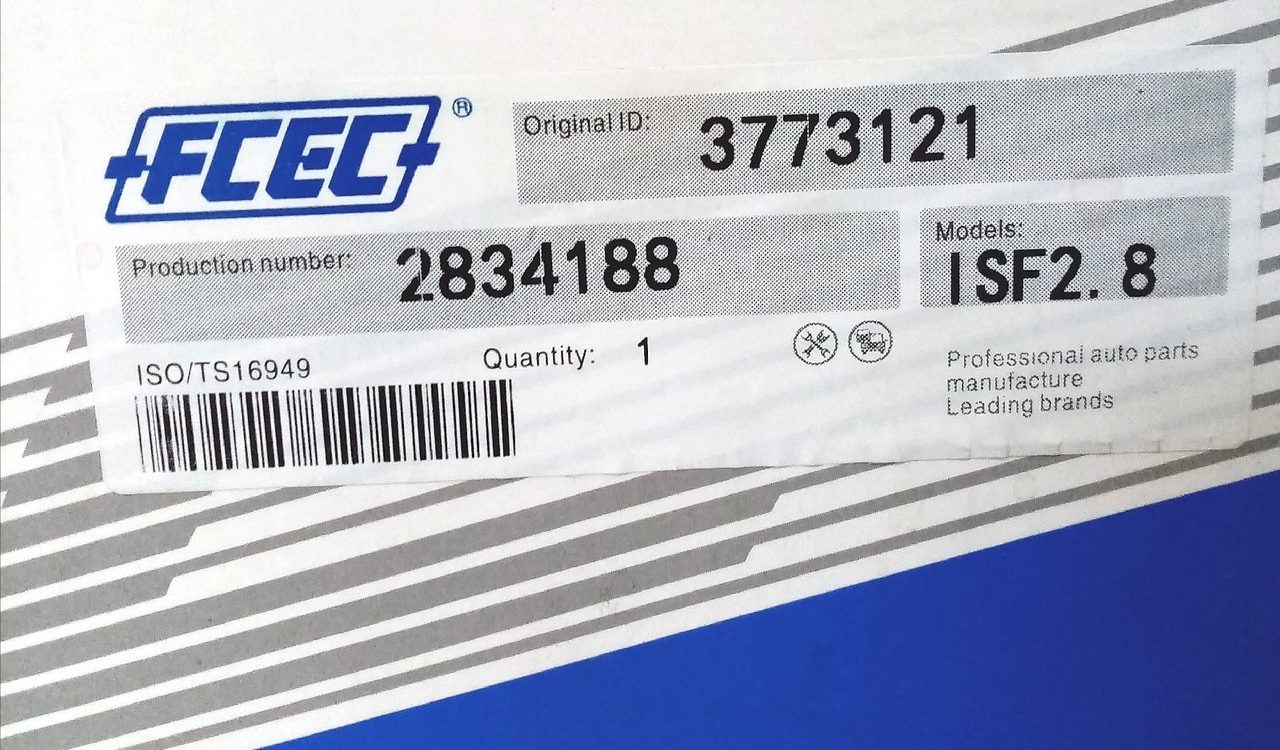 FCEC®
Original ID: 3773121
Production number: 2834188
Models:
ISF2.8
ISO/TS16949
Quantity: 1
Professional auto parts
manufacture
Leading brands